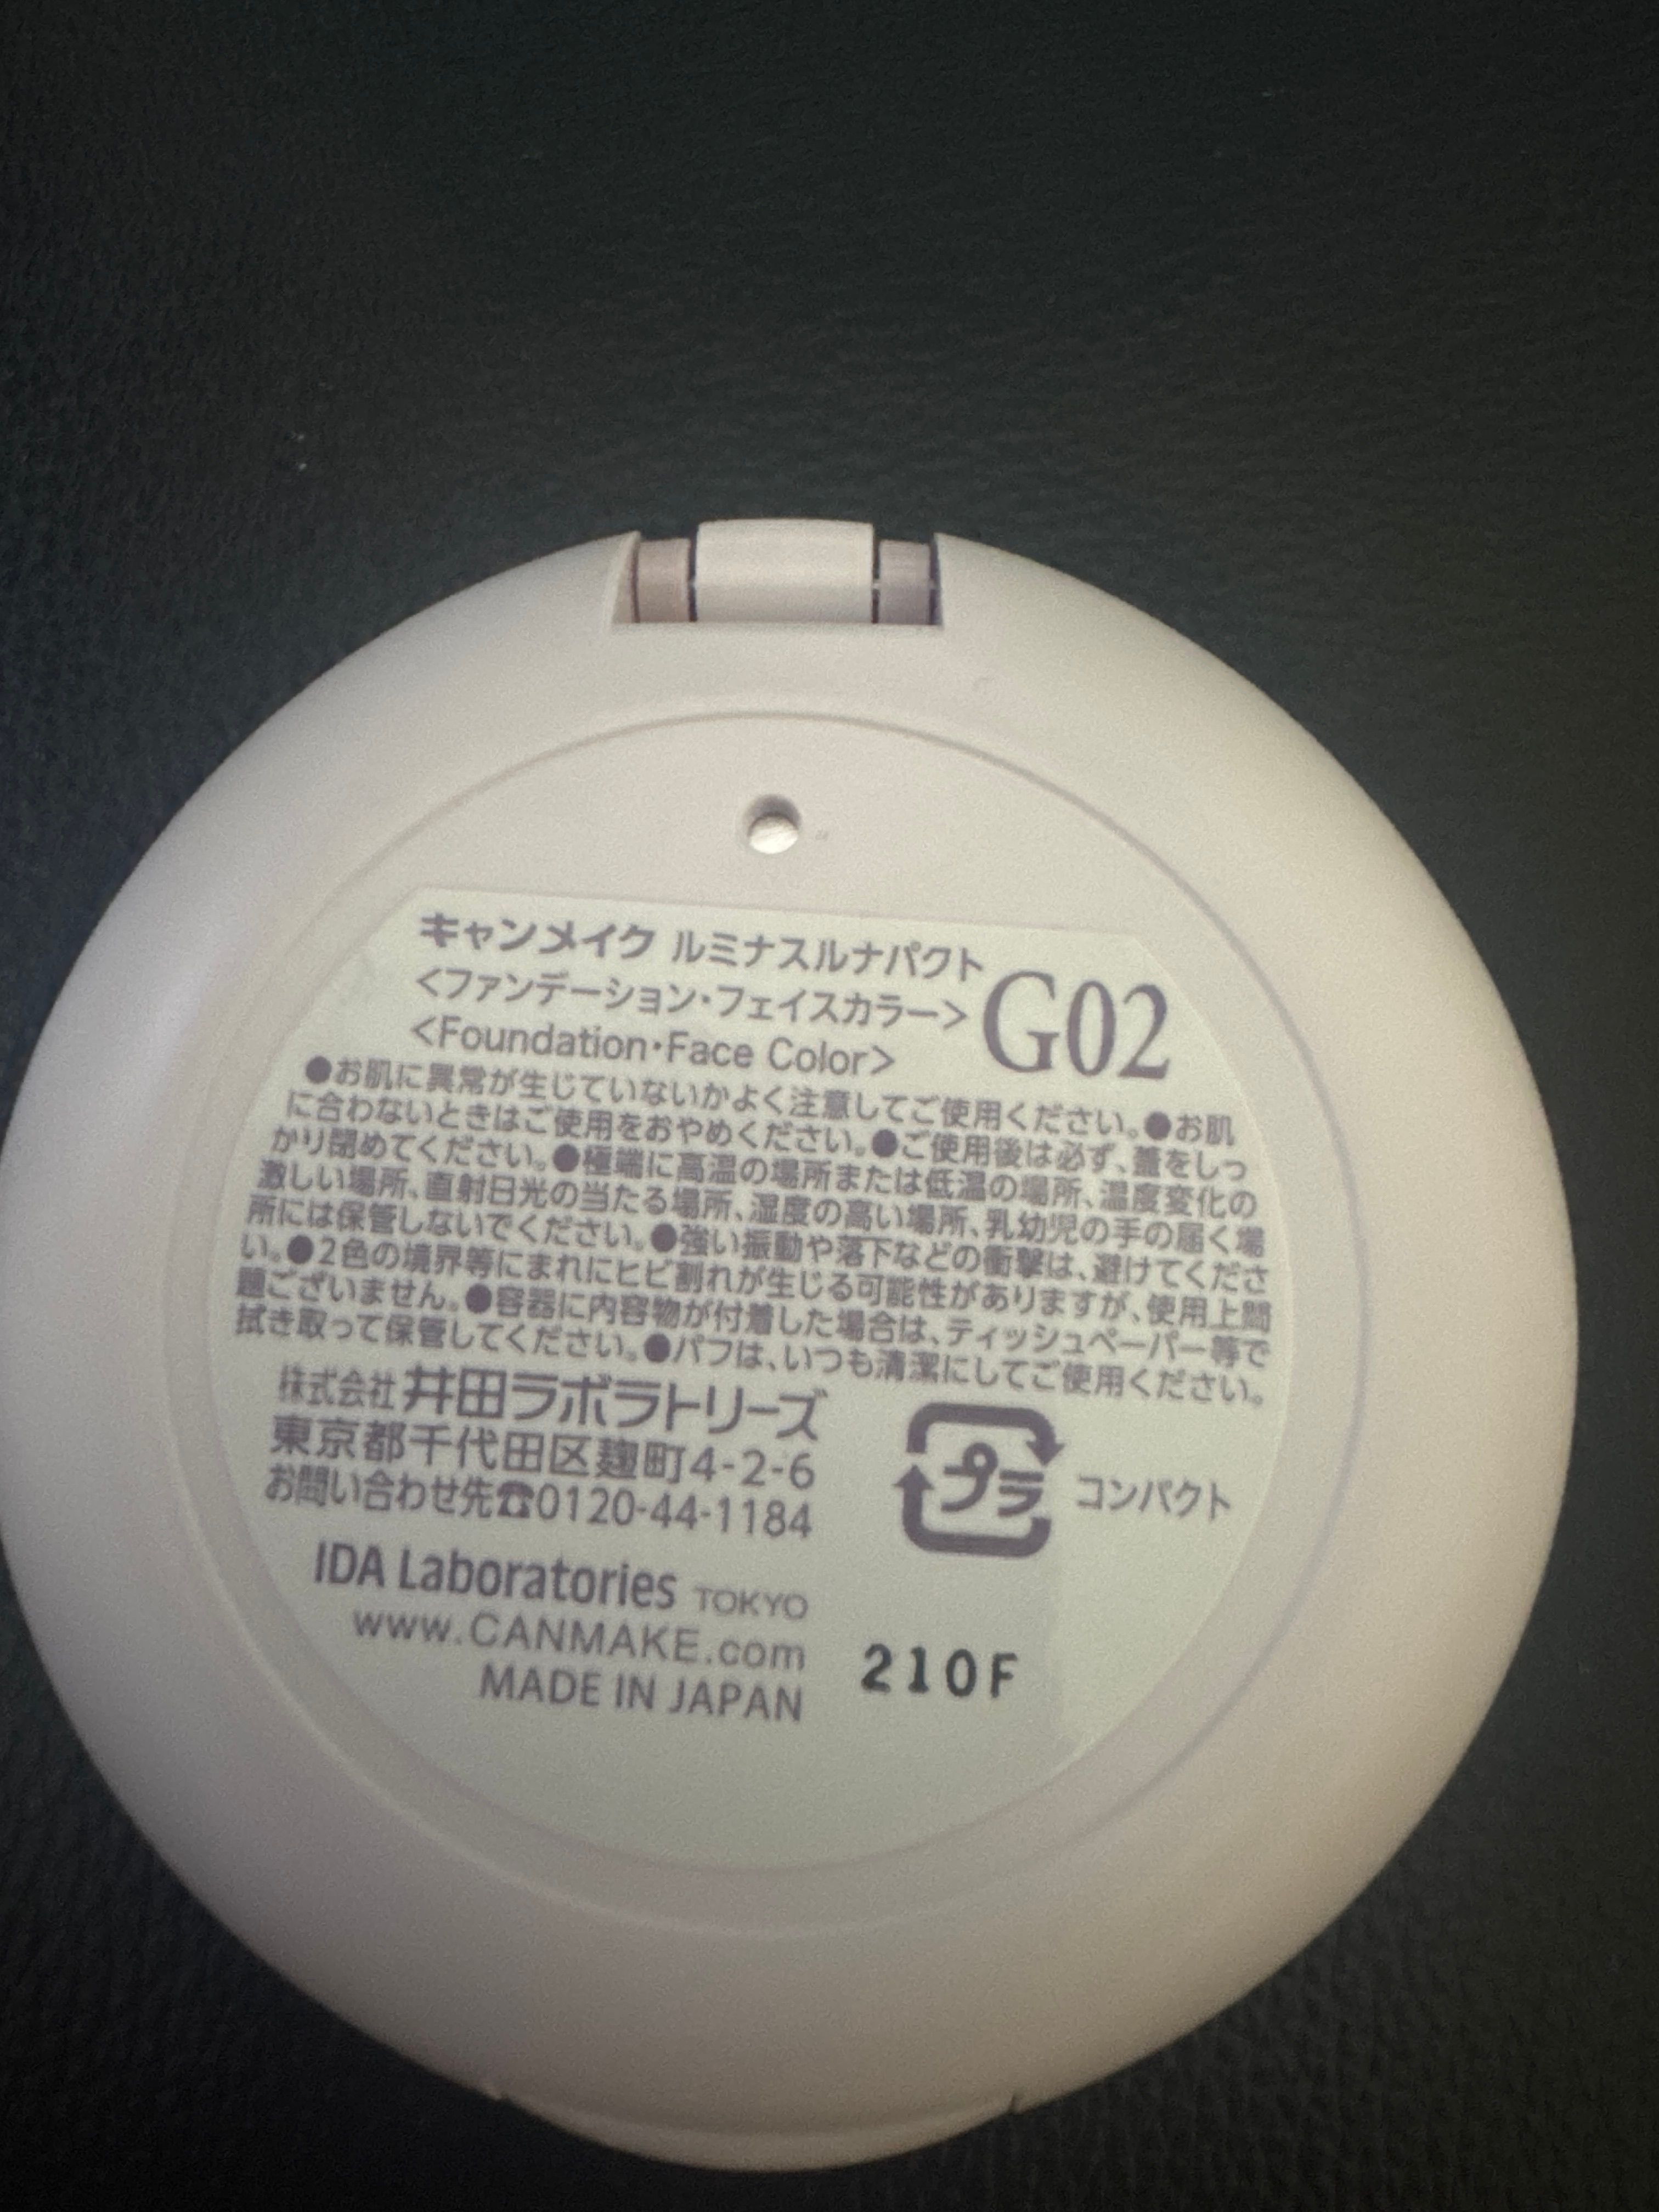 キャンメイク ルミナスルナパクト
<ファンデーション・フェイスカラー> G02
<Foundation・Face Color>
●お肌に異常が生じていないかよく注意してご使用ください。●お肌
に合わないときはご使用をおやめください。●ご使用後は必ず、蓋をしっ
かり閉めてください。●極端に高温の場所または低温の場所、温度変化の
激しい場所、直射日光の当たる場所、湿度の高い場所、乳幼児の手の届く場
所には保管しないでください。●強い振動や落下などの衝撃は、避けてくださ
い。●2色の境界等にまれにヒビ割れが生じる可能性がありますが、使用上問
題ございません。●容器に内容物が付着した場合は、ティッシュペーパー等で
拭き取って保管してください。●パフは、いつも清潔にしてご使用ください。
株式会社 井田ラボラトリーズ
東京都千代田区麹町4-2-6
お問い合わせ先☎0120-44-1184
プラ コンパクト
IDA Laboratories TOKYO
www.CANMAKE.com
MADE IN JAPAN
210F